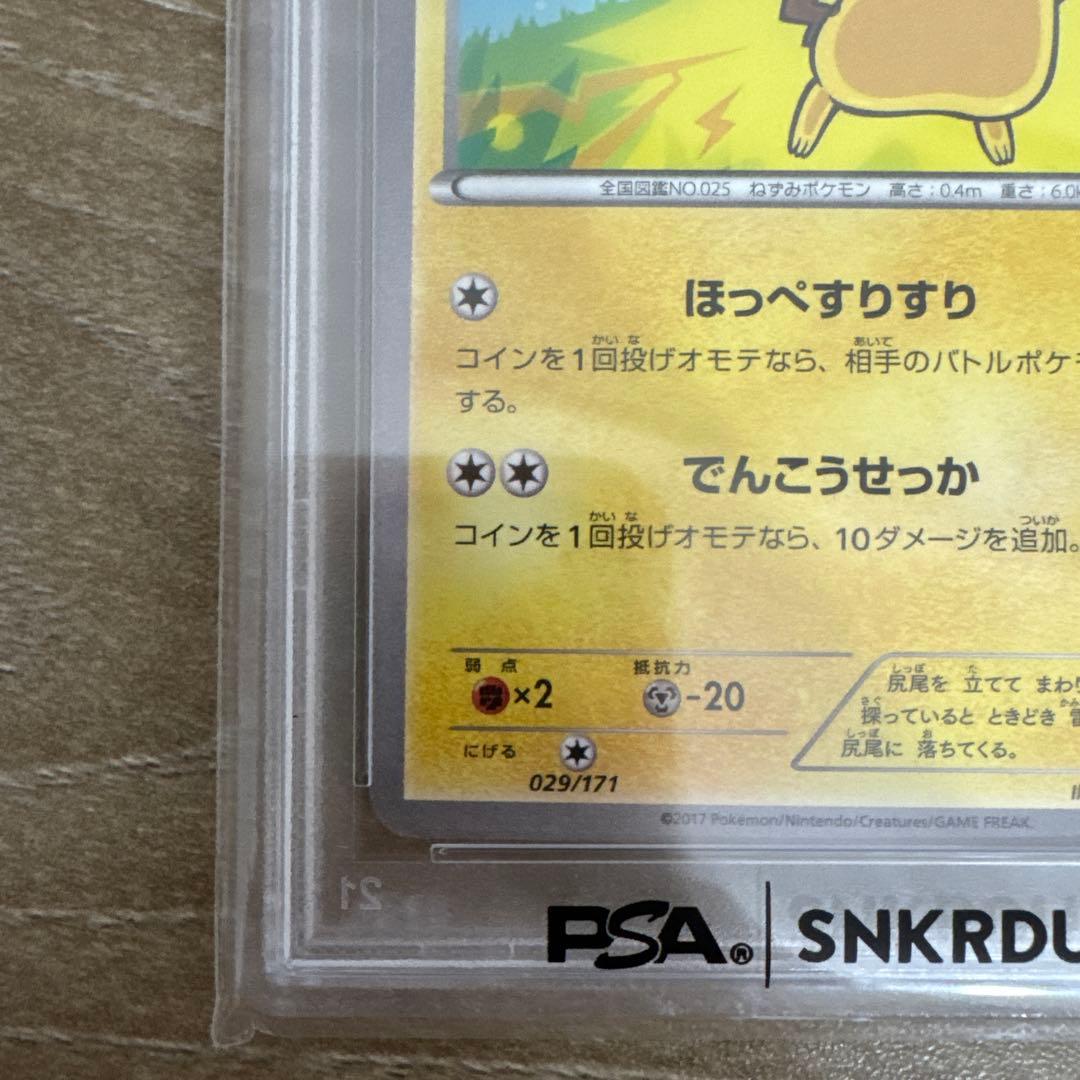 全国図鑑NO.025 ねずみポケモン 高さ:0.4m 重さ:6.0
ほっぺすりすり
コインを1回投げオモテなら、相手のバトルポケ
する。
でんこうせっか
コインを1回投げオモテなら、10ダメージを追加。
弱点 抵抗力
×2 -20
にげる
029/171
尻尾を 立てて まわ
探っていると ときどき
尻尾に 落ちてくる。
©2017 Pokémon/Nintendo/Creatures/GAME FREAK.
21
PSA® | SNKRDU